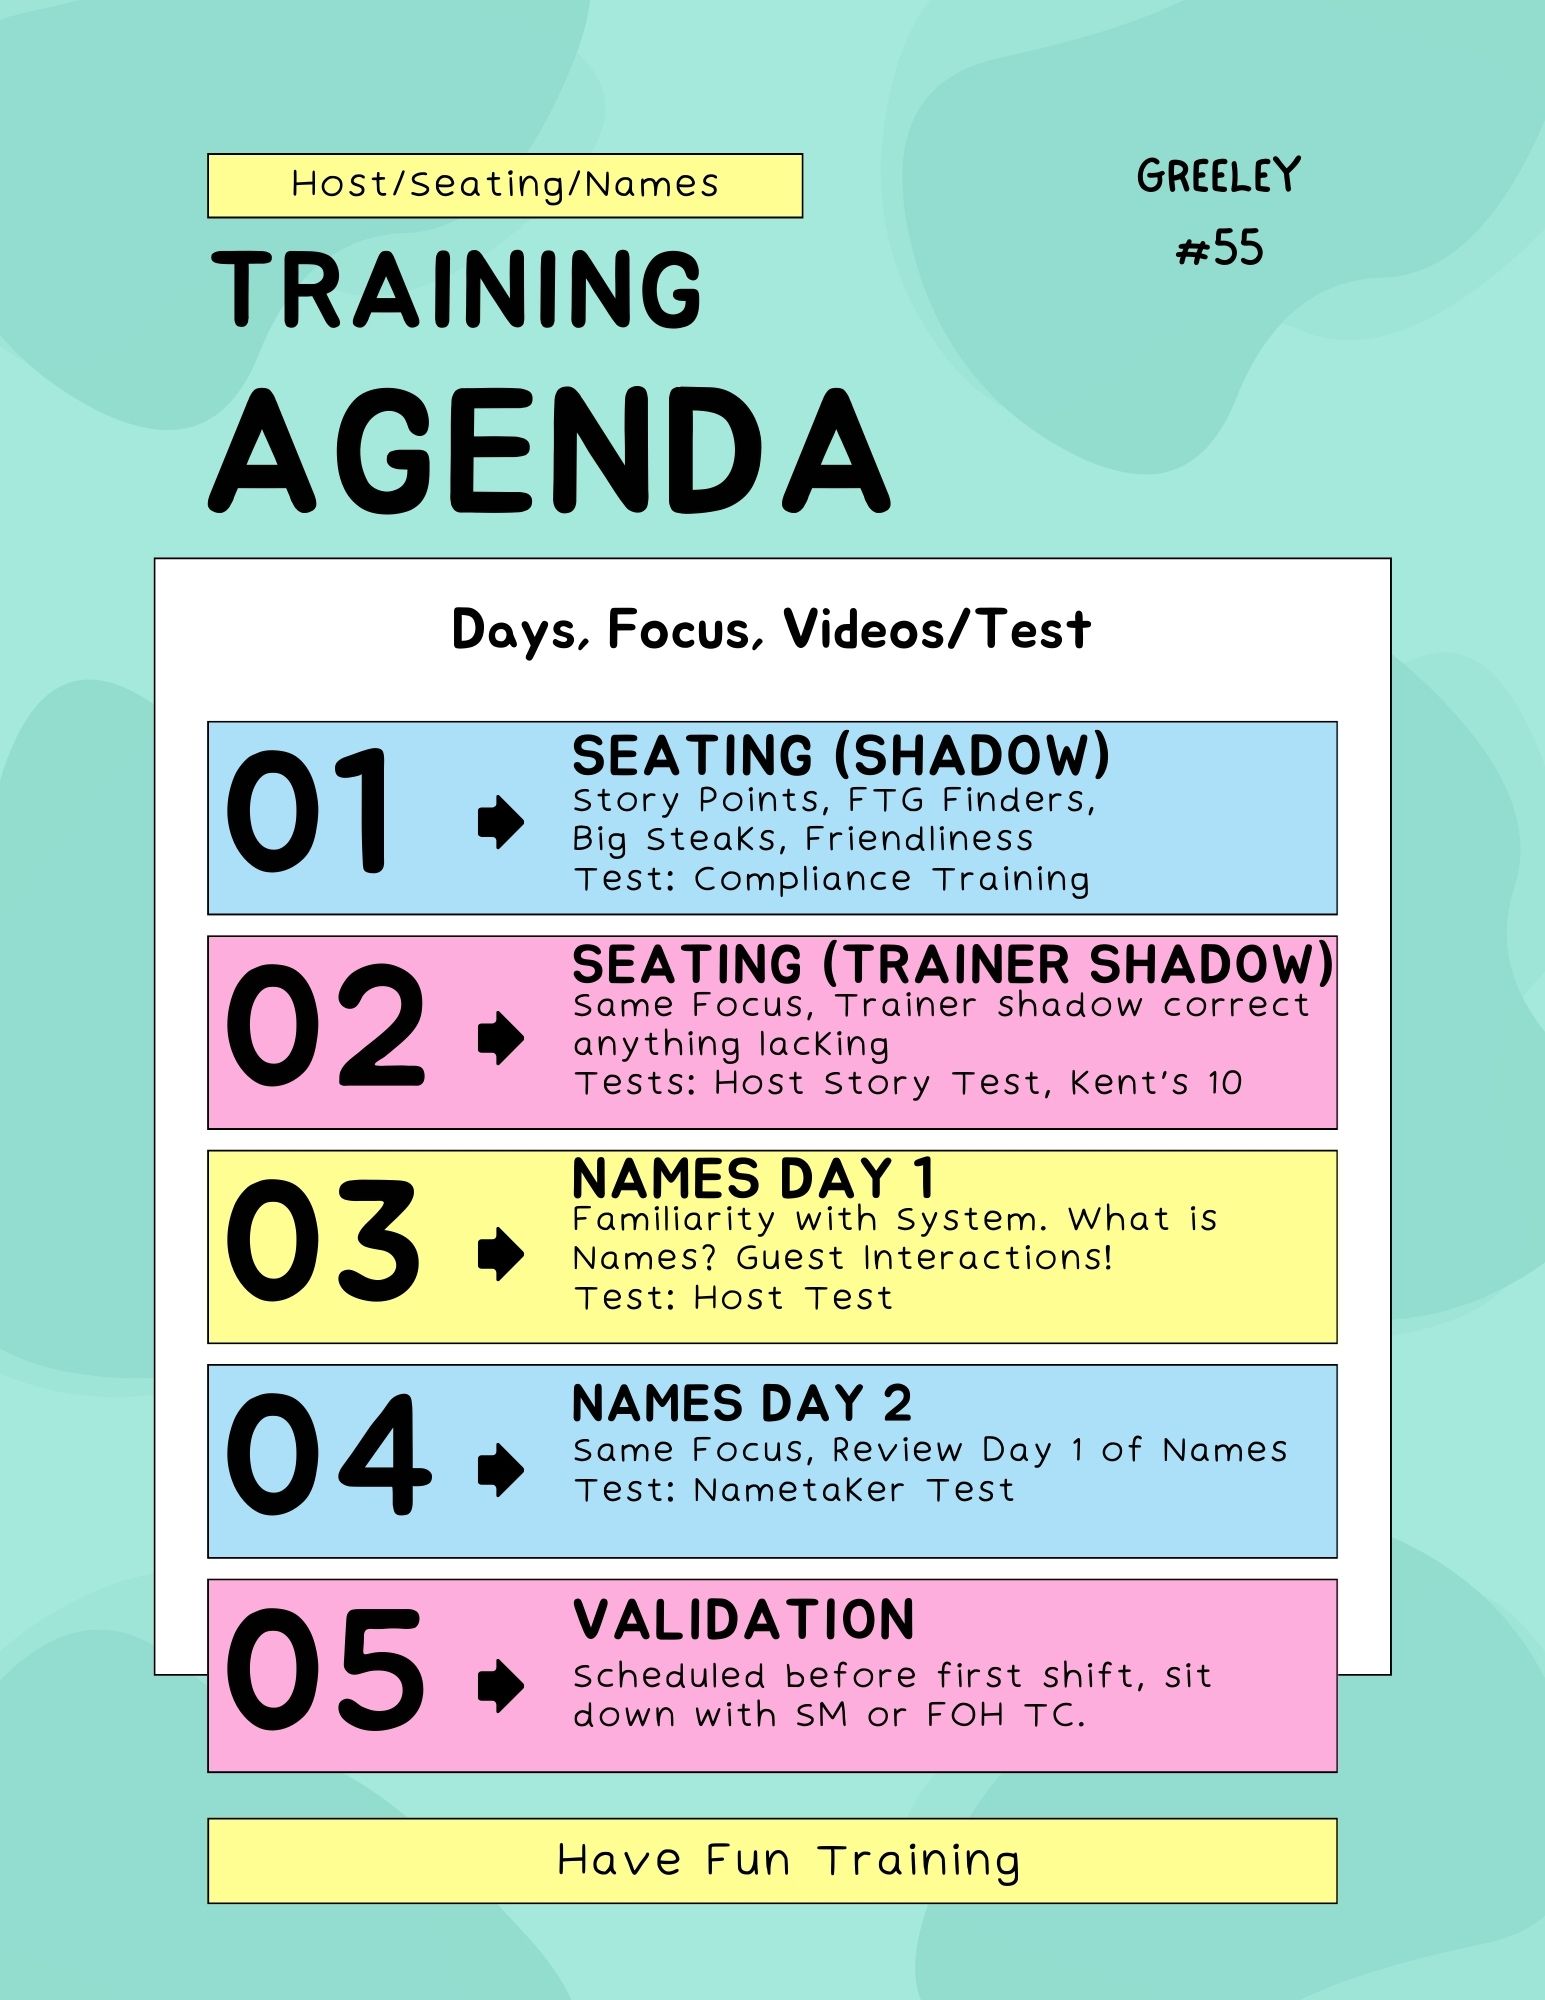 Host/Seating/Names
GREELEY
#55
TRAINING
AGENDA
Days, Focus, Videos/Test
01
SEATING (SHADOW)
Story Points, FTG Finders,
Big Steaks, Friendliness
Test: Compliance Training
02
SEATING (TRAINER SHADOW)
Same Focus, Trainer shadow correct
anything lacking
Tests: Host Story Test, Kent's 10
03
NAMES DAY 1
Familiarity with System. What is
Names? Guest Interactions!
Test: Host Test
04
NAMES DAY 2
Same Focus, Review Day 1 of Names
Test: Nametaker Test
05
VALIDATION
Scheduled before first shift, sit
down with SM or FOH TC.
Have Fun Training